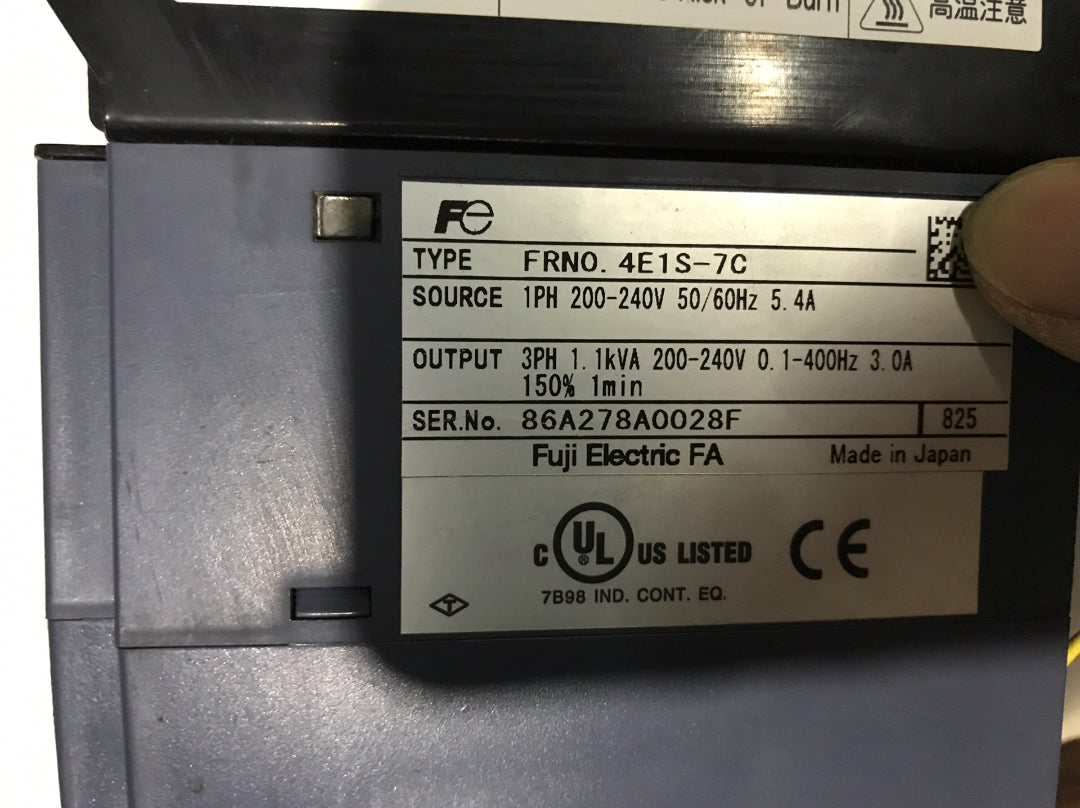 of Burn
高温注意
Fe
TYPE FRN0.4E1S-7C
SOURCE 1PH 200-240V 50/60Hz 5.4A
OUTPUT 3PH 1.1kVA 200-240V 0.1-400Hz 3.0A
150% 1min
SER.No. 86A278A0028F 825
Fuji Electric FA Made in Japan
C UL ® US LISTED CE
7B98 IND. CONT. EQ.
T